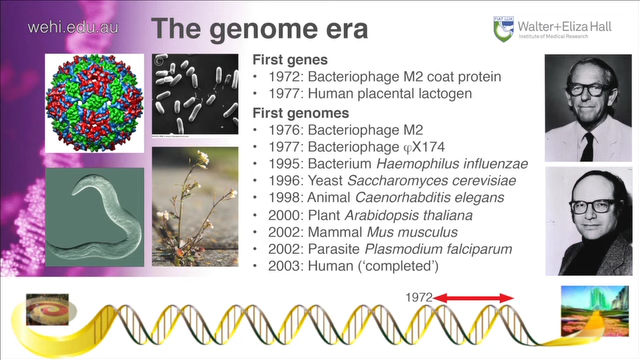 wehi.edu.au
The genome era
Walter+Eliza Hall
Institute of Medical Research
First genes
• 1972: Bacteriophage M2 coat protein
• 1977: Human placental lactogen
First genomes
• 1976: Bacteriophage M2
• 1977: Bacteriophage φX174
• 1995: Bacterium Haemophilus influenzae
• 1996: Yeast Saccharomyces cerevisiae
• 1998: Animal Caenorhabditis elegans
• 2000: Plant Arabidopsis thaliana
• 2002: Mammal Mus musculus
• 2002: Parasite Plasmodium falciparum
• 2003: Human (‘completed’)
1972